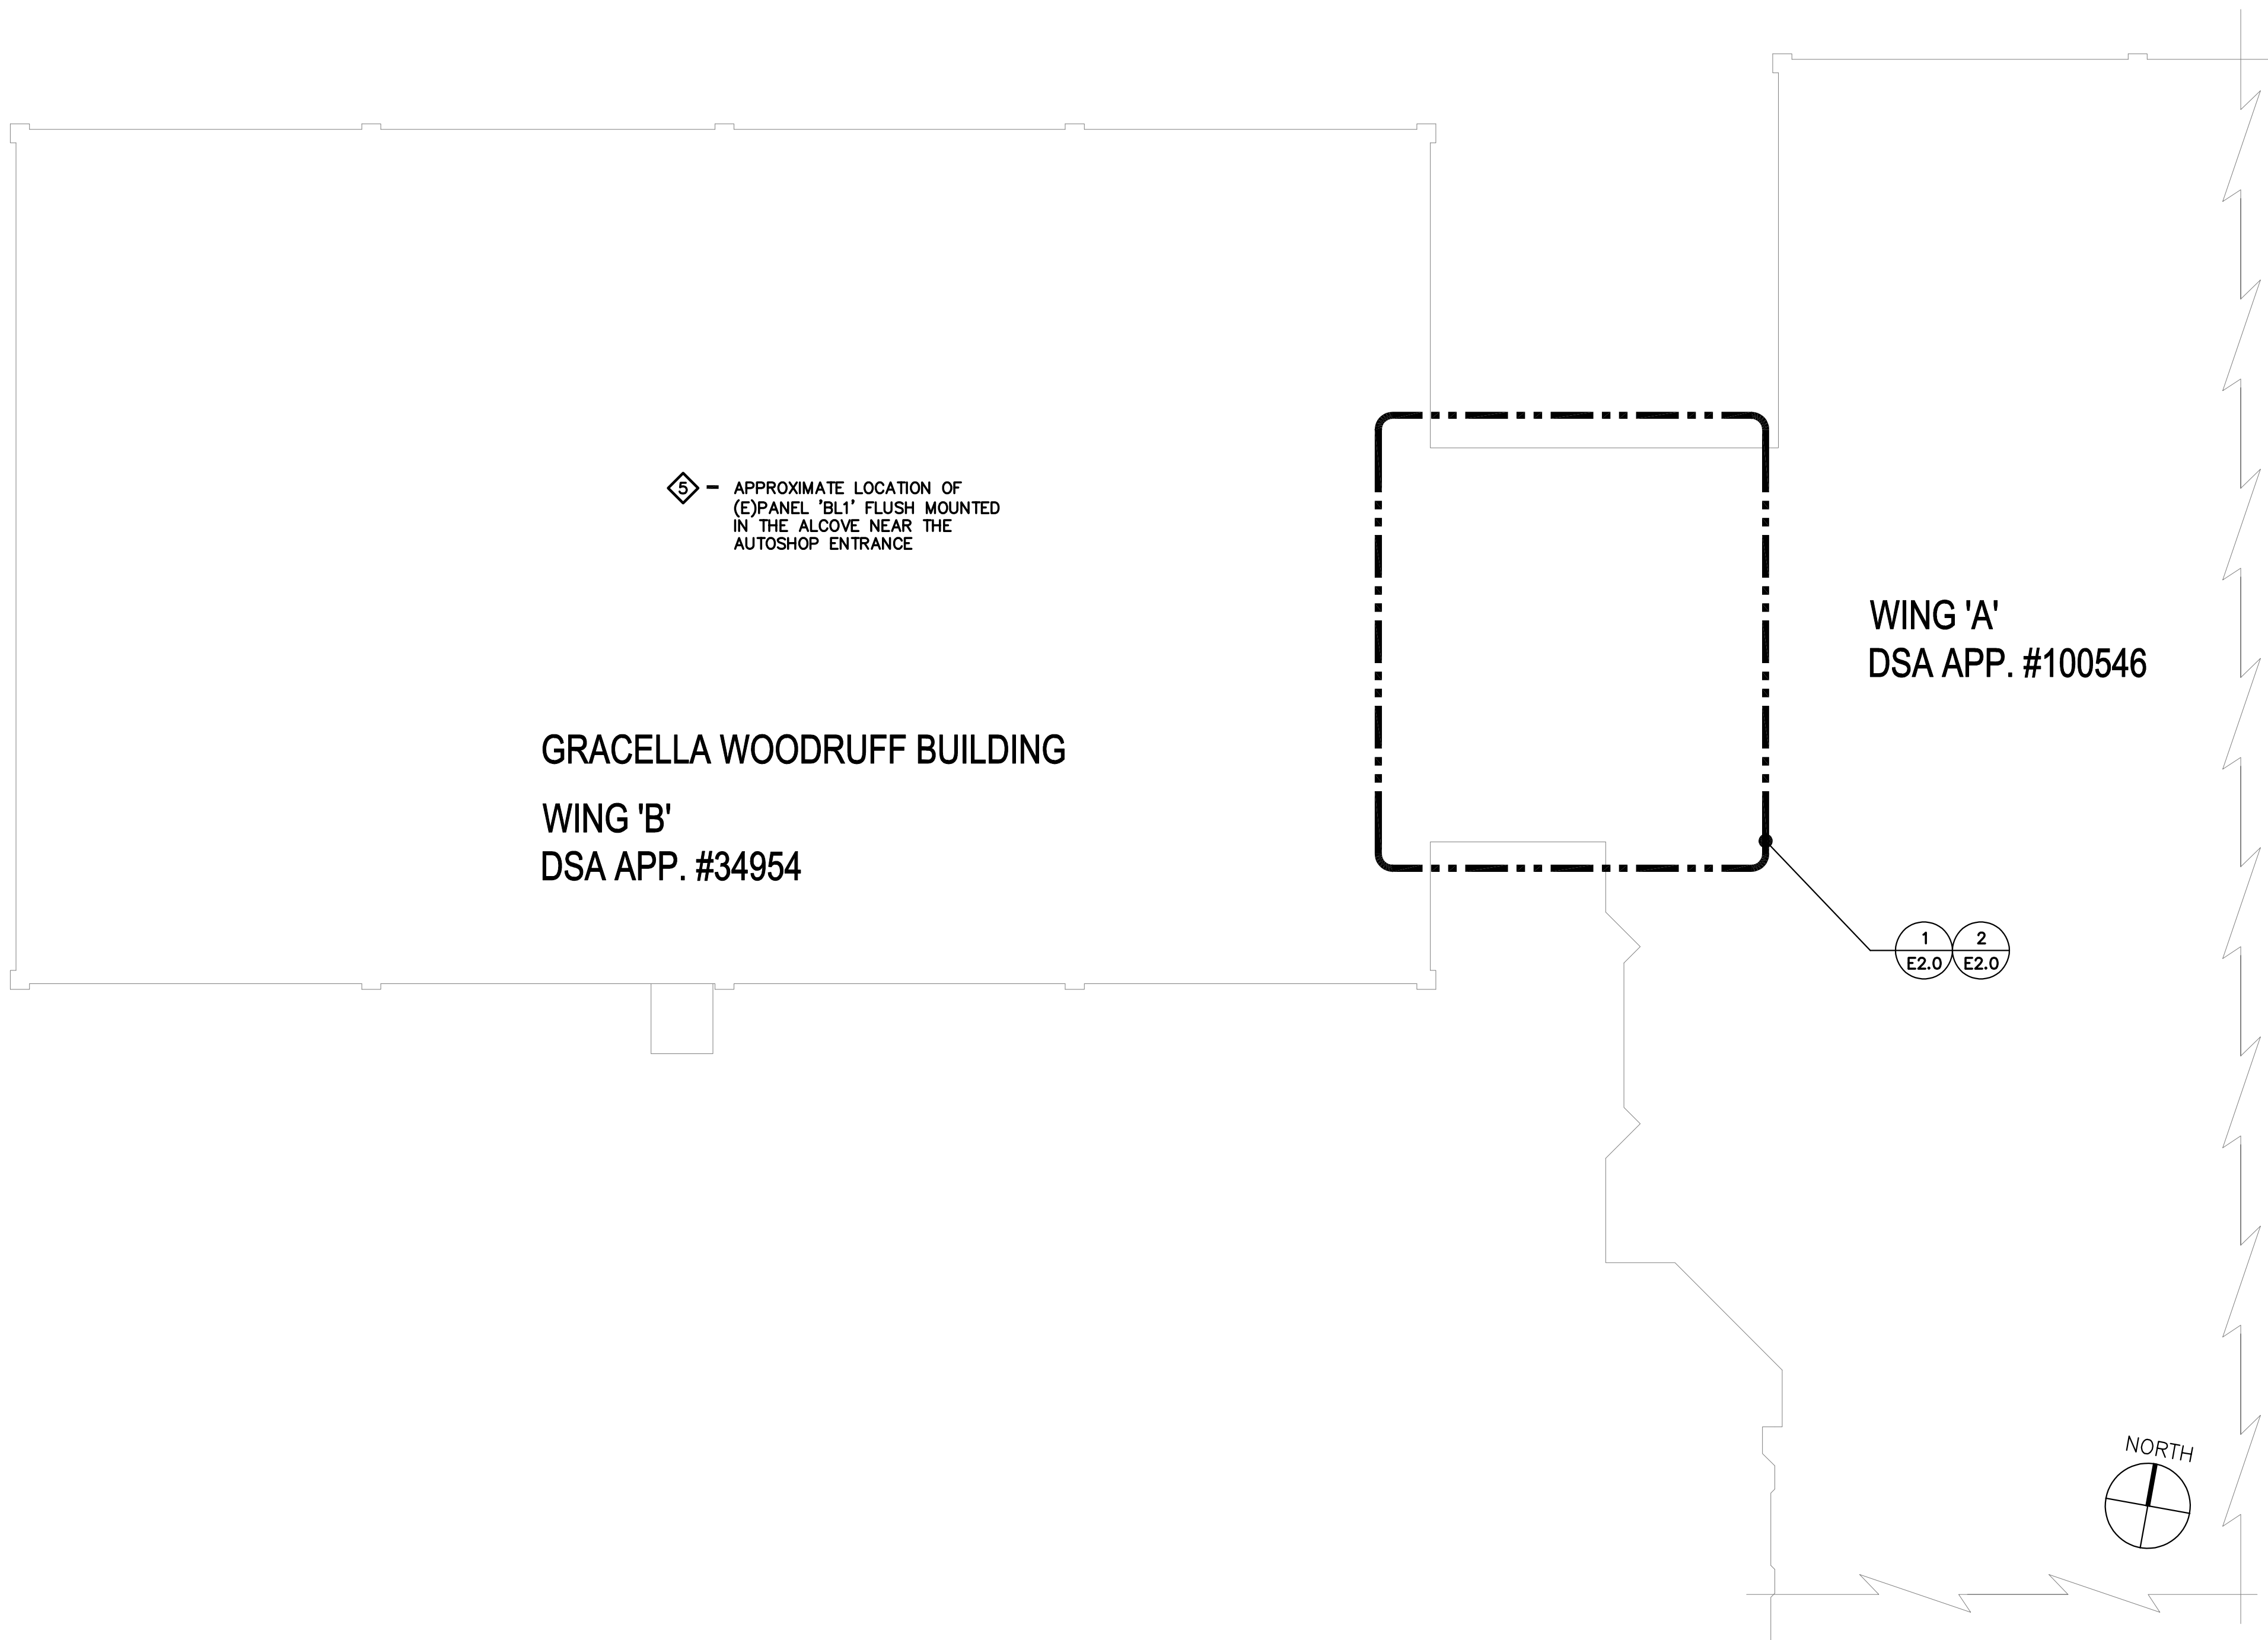 5 - APPROXIMATE LOCATION OF
(E)PANEL 'BL1' FLUSH MOUNTED
IN THE ALCOVE NEAR THE
AUTOSHOP ENTRANCE
GRACELLA WOODRUFF BUILDING
WING 'B'
DSA APP. #34954
WING 'A'
DSA APP. #100546
1 2
E2.0 E2.0
NORTH